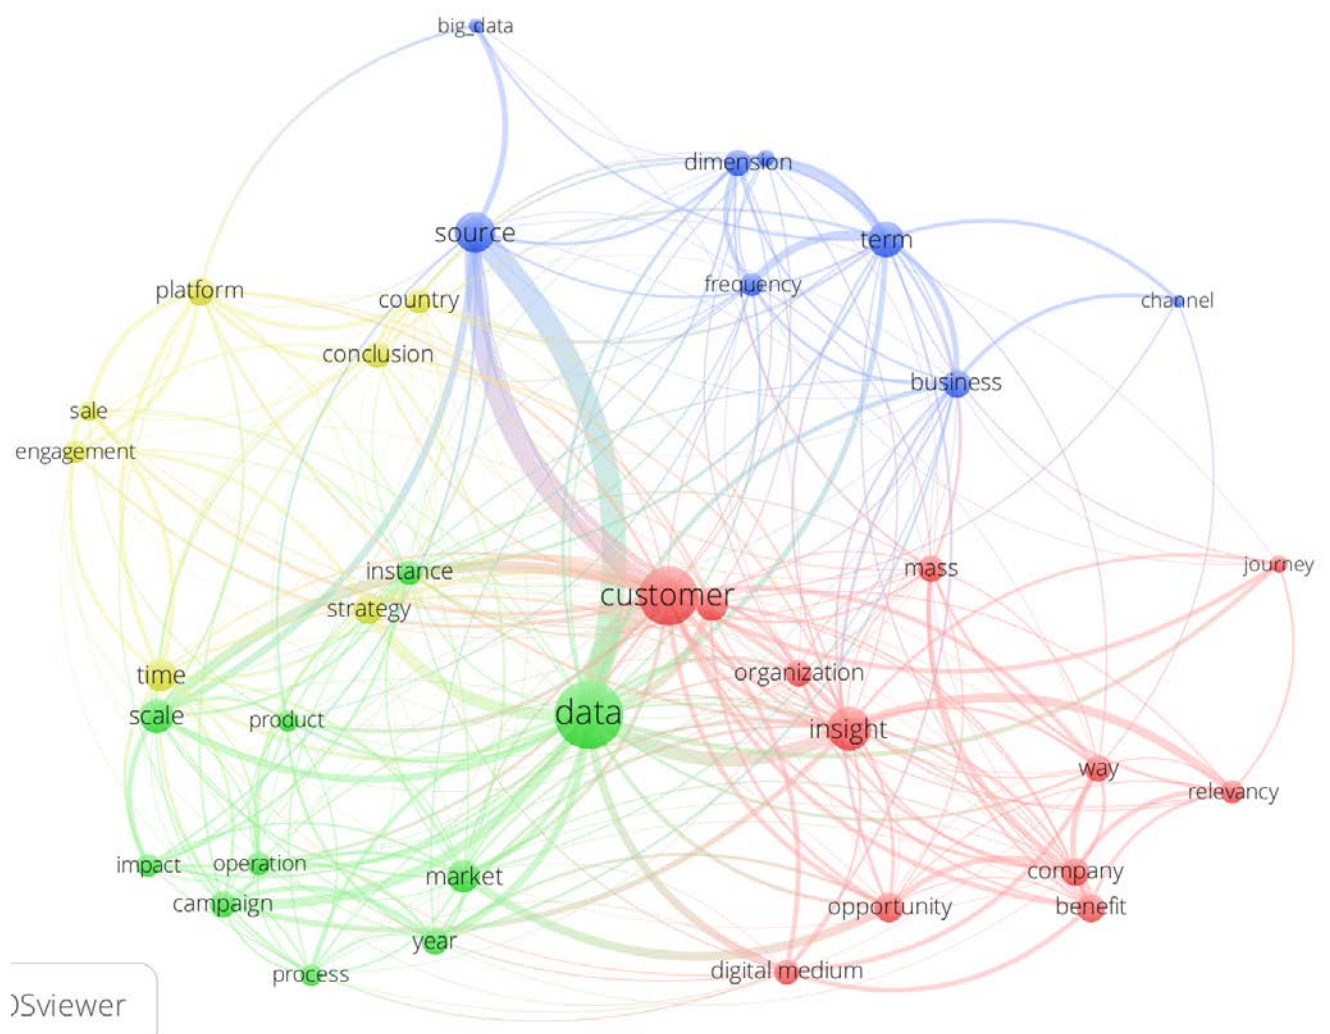 big_data
dimension
source
term
platform
country
frequency
channel
conclusion
business
sale
engagement
instance
customer
mass
journey
strategy
time
organization
scale
product
data
insight
way
relevancy
impact
operation
market
company
campaign
opportunity
benefit
year
process
digital medium
OSviewer